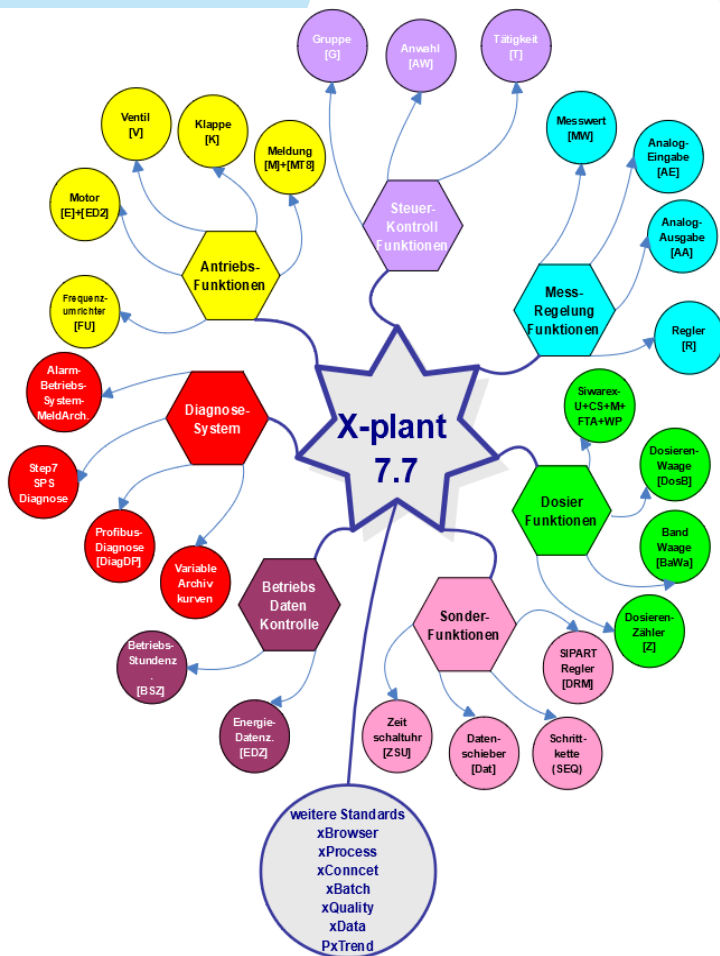 Gruppe
[G]
Anwahl
[AW]
Tätigkeit
[T]
Steuer-
Kontroll
Funktionen
Ventil
[V]
Klappe
[K]
Meldung
[M]+[MT8]
Motor
[E]+[ED2]
Frequenz-
umrichter
[FU]
Antriebs-
Funktionen
Messwert
[MW]
Analog-
Eingabe
[AE]
Analog-
Ausgabe
[AA]
Regler
[R]
Mess-
Regelung
Funktionen
Alarm-
Betriebs-
System-
MeldArch.
Step7
SPS
Diagnose
Profibus-
Diagnose
[DiagDP]
Variable
Archiv
kurven
Diagnose-
System
X-plant
7.7
Siwarex-
U+CS+M+
FTA+WP
Dosieren-
Waage
[DosB]
Band
Waage
[BaWa]
Dosieren-
Zähler
[Z]
Dosier
Funktionen
Betriebs
Daten
Kontrolle
Betriebs-
Stundenz
.
[BSZ]
Energie-
Datenz.
[EDZ]
Sonder-
Funktionen
SIPART
Regler
[DRM]
Zeit
schaltuhr
[ZSU]
Daten-
schieber
[Dat]
Schritt-
kette
(SEQ)
weitere Standards
xBrowser
xProcess
xConncet
xBatch
xQuality
xData
PxTrend